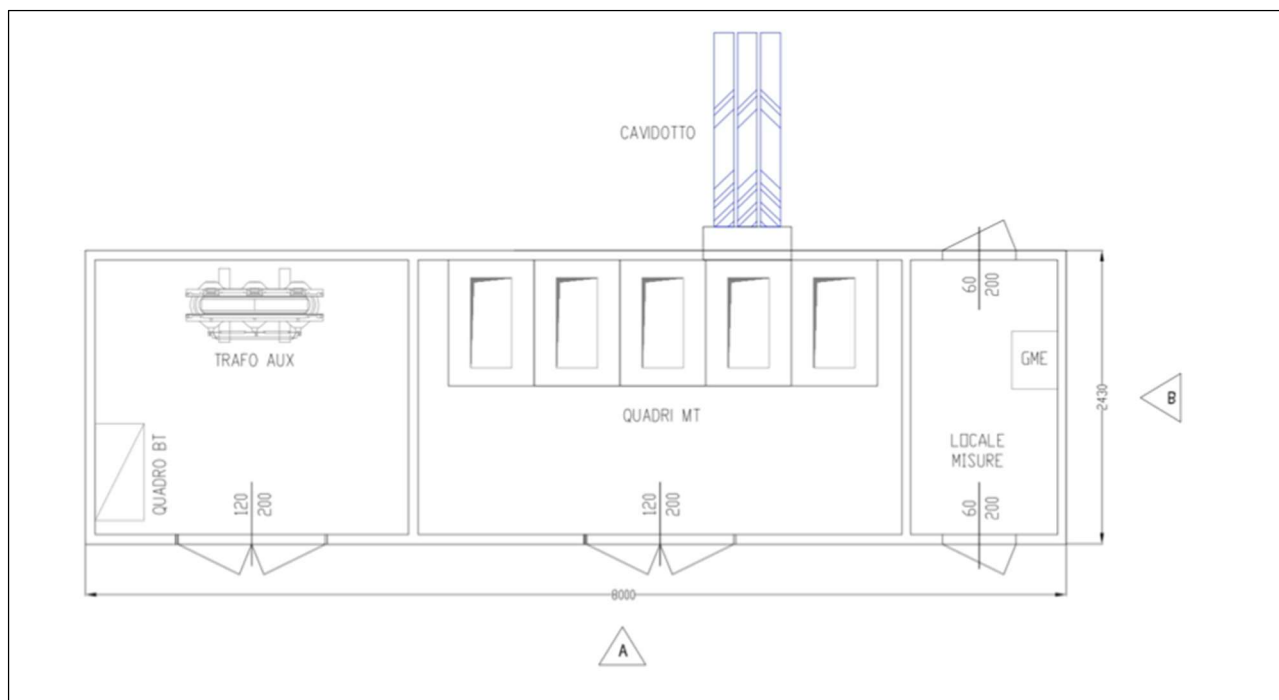 CAVIDOTTO
60
200
TRAFO AUX
GME
QUADRI MT
QUADRO BT
LOCALE
MISURE
2430
B
120
200
120
200
60
200
8000
A